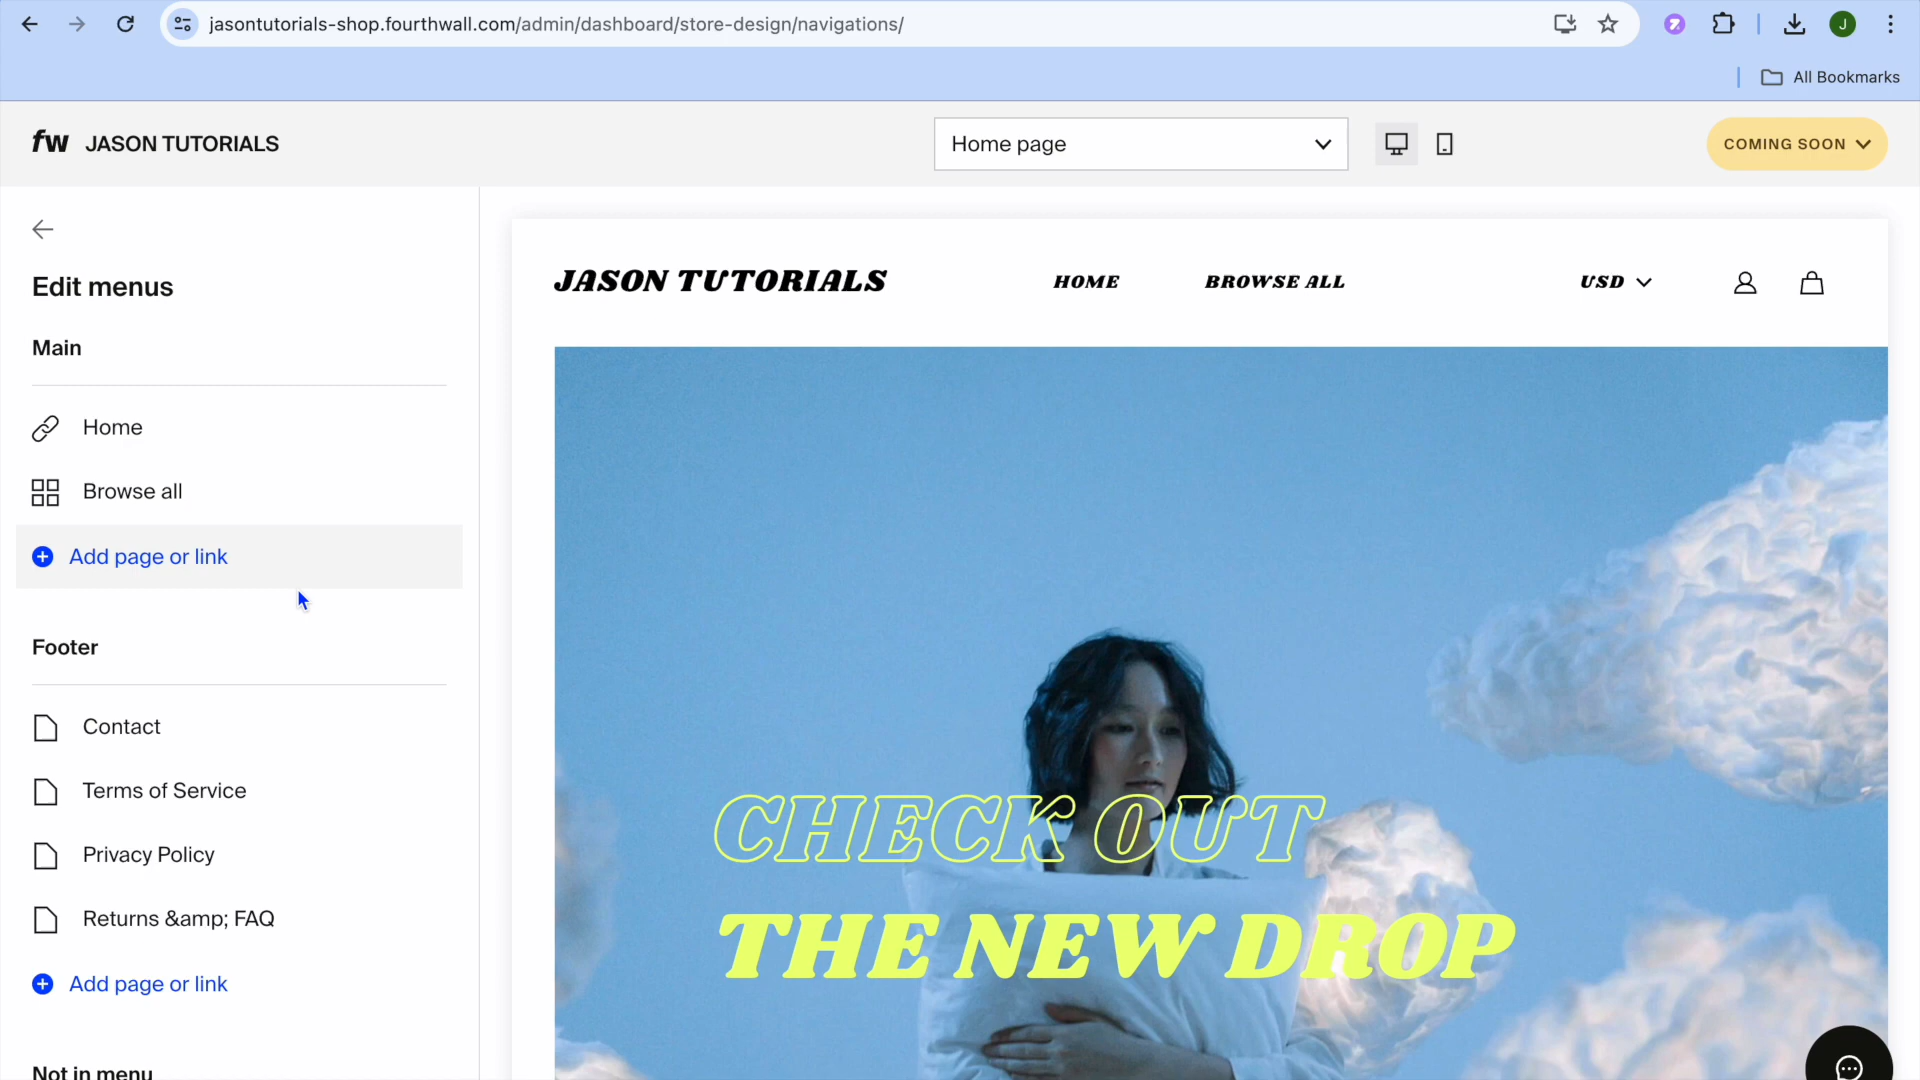 jasontutorials-shop.fourthwall.com/admin/dashboard/store-design/navigations/
J
All Bookmarks
fw JASON TUTORIALS
Home page
COMING SOON
Edit menus
Main
Home
Browse all
Add page or link
Footer
Contact
Terms of Service
Privacy Policy
Returns &amp; FAQ
Add page or link
Not in menu
JASON TUTORIALS
HOME
BROWSE ALL
USD
CHECK OUT
THE NEW DROP